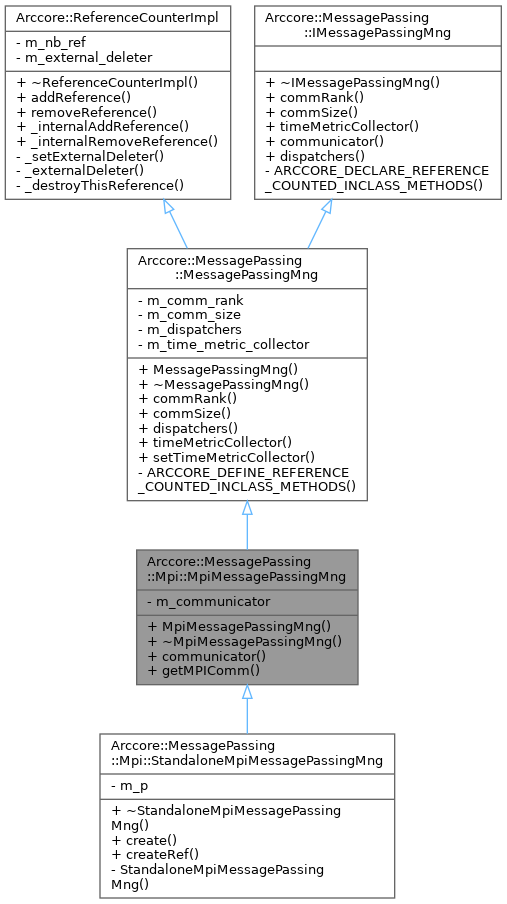 Arccore::ReferenceCounterImpl
- m_nb_ref
- m_external_deleter
+ ~ReferenceCounterImpl()
+ addReference()
+ removeReference()
+ _internalAddReference()
+ _internalRemoveReference()
- _setExternalDeleter()
- _externalDeleter()
- _destroyThisReference()
Arccore::MessagePassing
::IMessagePassingMng
+ ~IMessagePassingMng()
+ commRank()
+ commSize()
+ timeMetricCollector()
+ communicator()
+ dispatchers()
- ARCCORE_DECLARE_REFERENCE
_COUNTED_INCLASS_METHODS()
Arccore::MessagePassing
::MessagePassingMng
- m_comm_rank
- m_comm_size
- m_dispatchers
- m_time_metric_collector
+ MessagePassingMng()
+ ~MessagePassingMng()
+ commRank()
+ commSize()
+ dispatchers()
+ timeMetricCollector()
+ setTimeMetricCollector()
- ARCCORE_DEFINE_REFERENCE
_COUNTED_INCLASS_METHODS()
Arccore::MessagePassing
::Mpi::MpiMessagePassingMng
- m_communicator
+ MpiMessagePassingMng()
+ ~MpiMessagePassingMng()
+ communicator()
+ getMPIComm()
Arccore::MessagePassing
::Mpi::StandaloneMpiMessagePassingMng
- m_p
+ ~StandaloneMpiMessagePassing
Mng()
+ create()
+ createRef()
- StandaloneMpiMessagePassing
Mng()